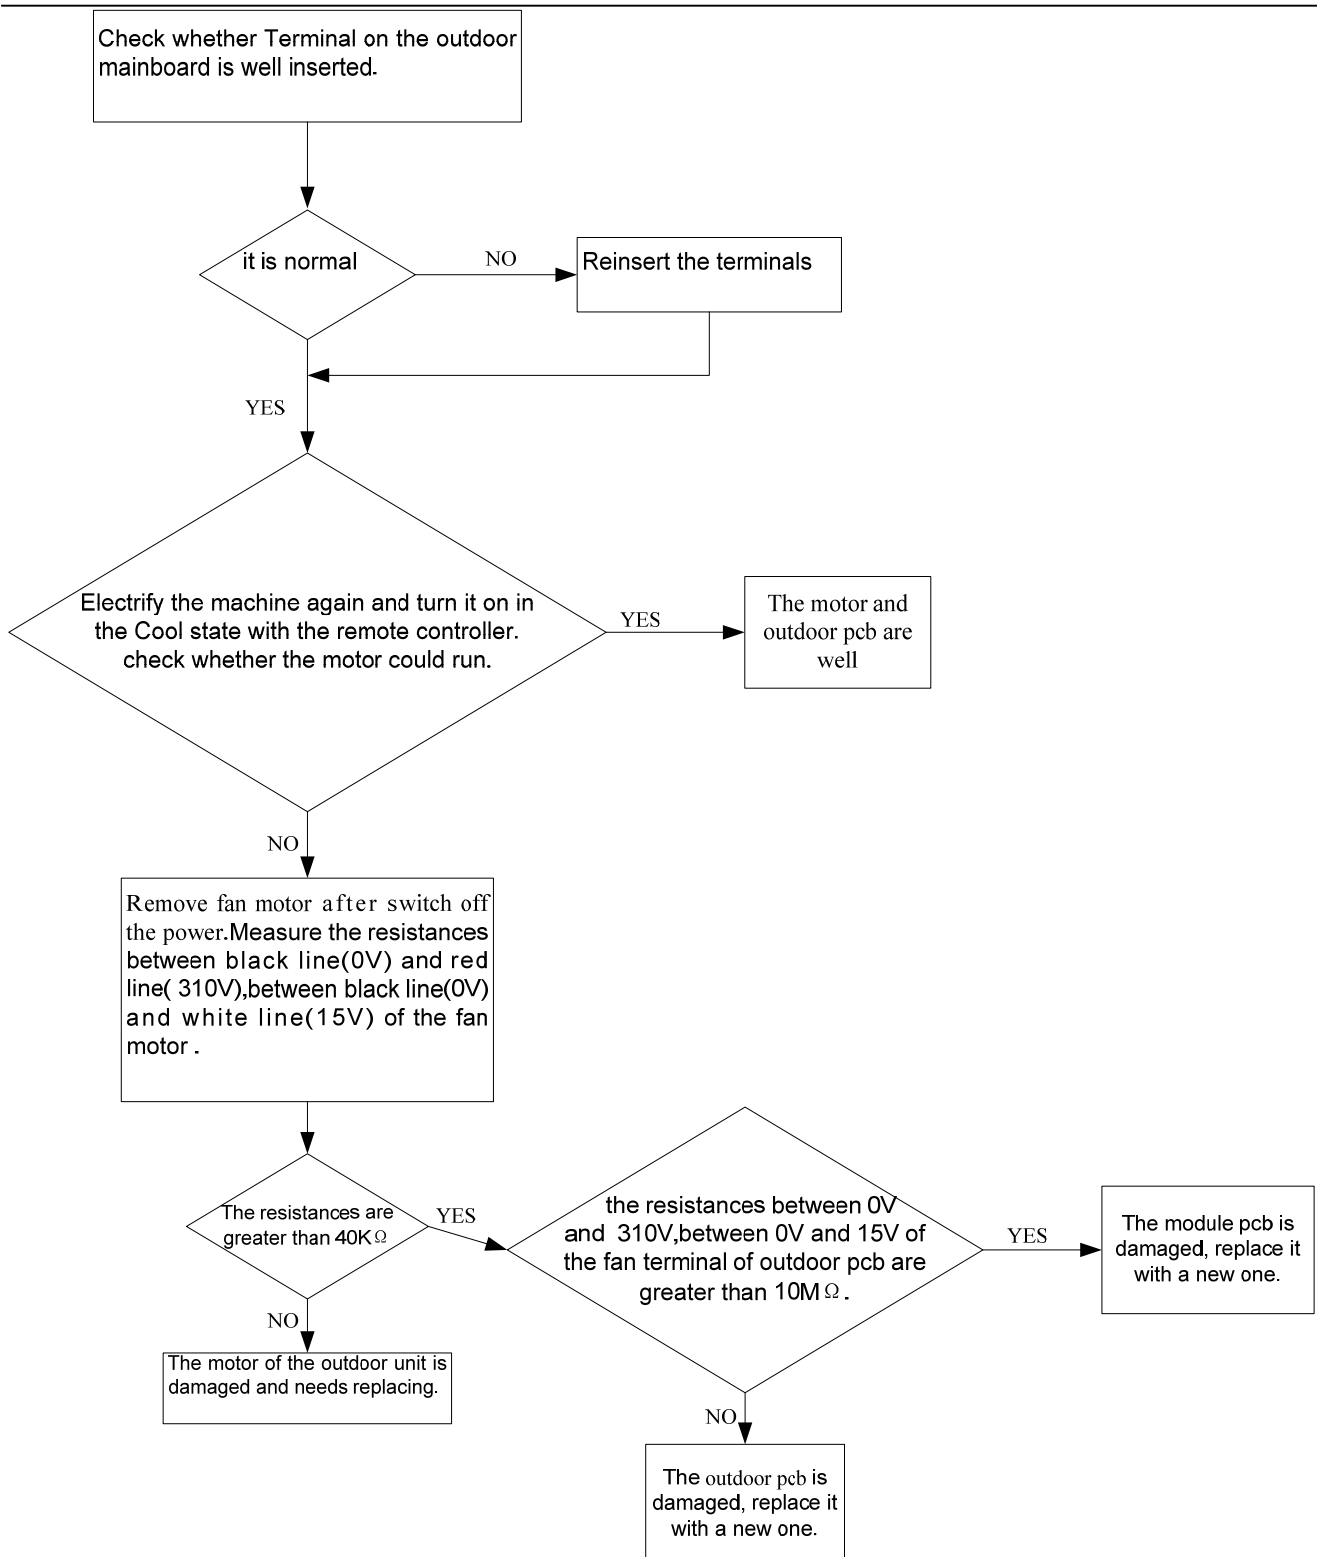 Check whether Terminal on the outdoor
mainboard is well inserted.
it is normal
NO
Reinsert the terminals
YES
Electrify the machine again and turn it on in
the Cool state with the remote controller.
check whether the motor could run.
YES
The motor and
outdoor pcb are
well
NO
Remove fan motor after switch off
the power.Measure the resistances
between black line(0V) and red
line( 310V),between black line(0V)
and white line(15V) of the fan
motor .
The resistances are
greater than 40KΩ
YES
the resistances between 0V
and 310V,between 0V and 15V of
the fan terminal of outdoor pcb are
greater than 10MΩ.
YES
The module pcb is
damaged, replace it
with a new one.
NO
The motor of the outdoor unit is
damaged and needs replacing.
NO
The outdoor pcb is
damaged, replace it
with a new one.